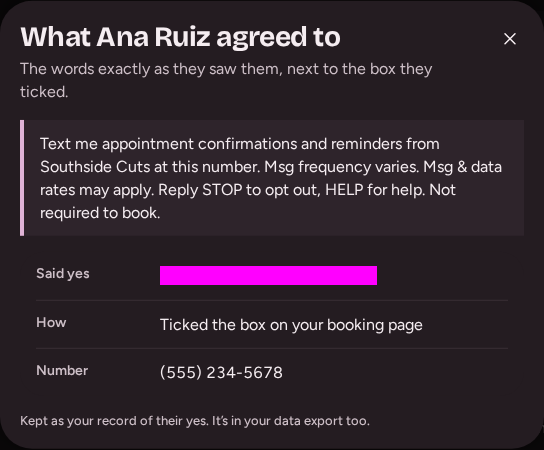 What Ana Ruiz agreed to
The words exactly as they saw them, next to the box they
ticked.
Text me appointment confirmations and reminders from
Southside Cuts at this number. Msg frequency varies. Msg & data
rates may apply. Reply STOP to opt out, HELP for help. Not
required to book.
Said yes
How Ticked the box on your booking page
Number (555) 234-5678
Kept as your record of their yes. It’s in your data export too.